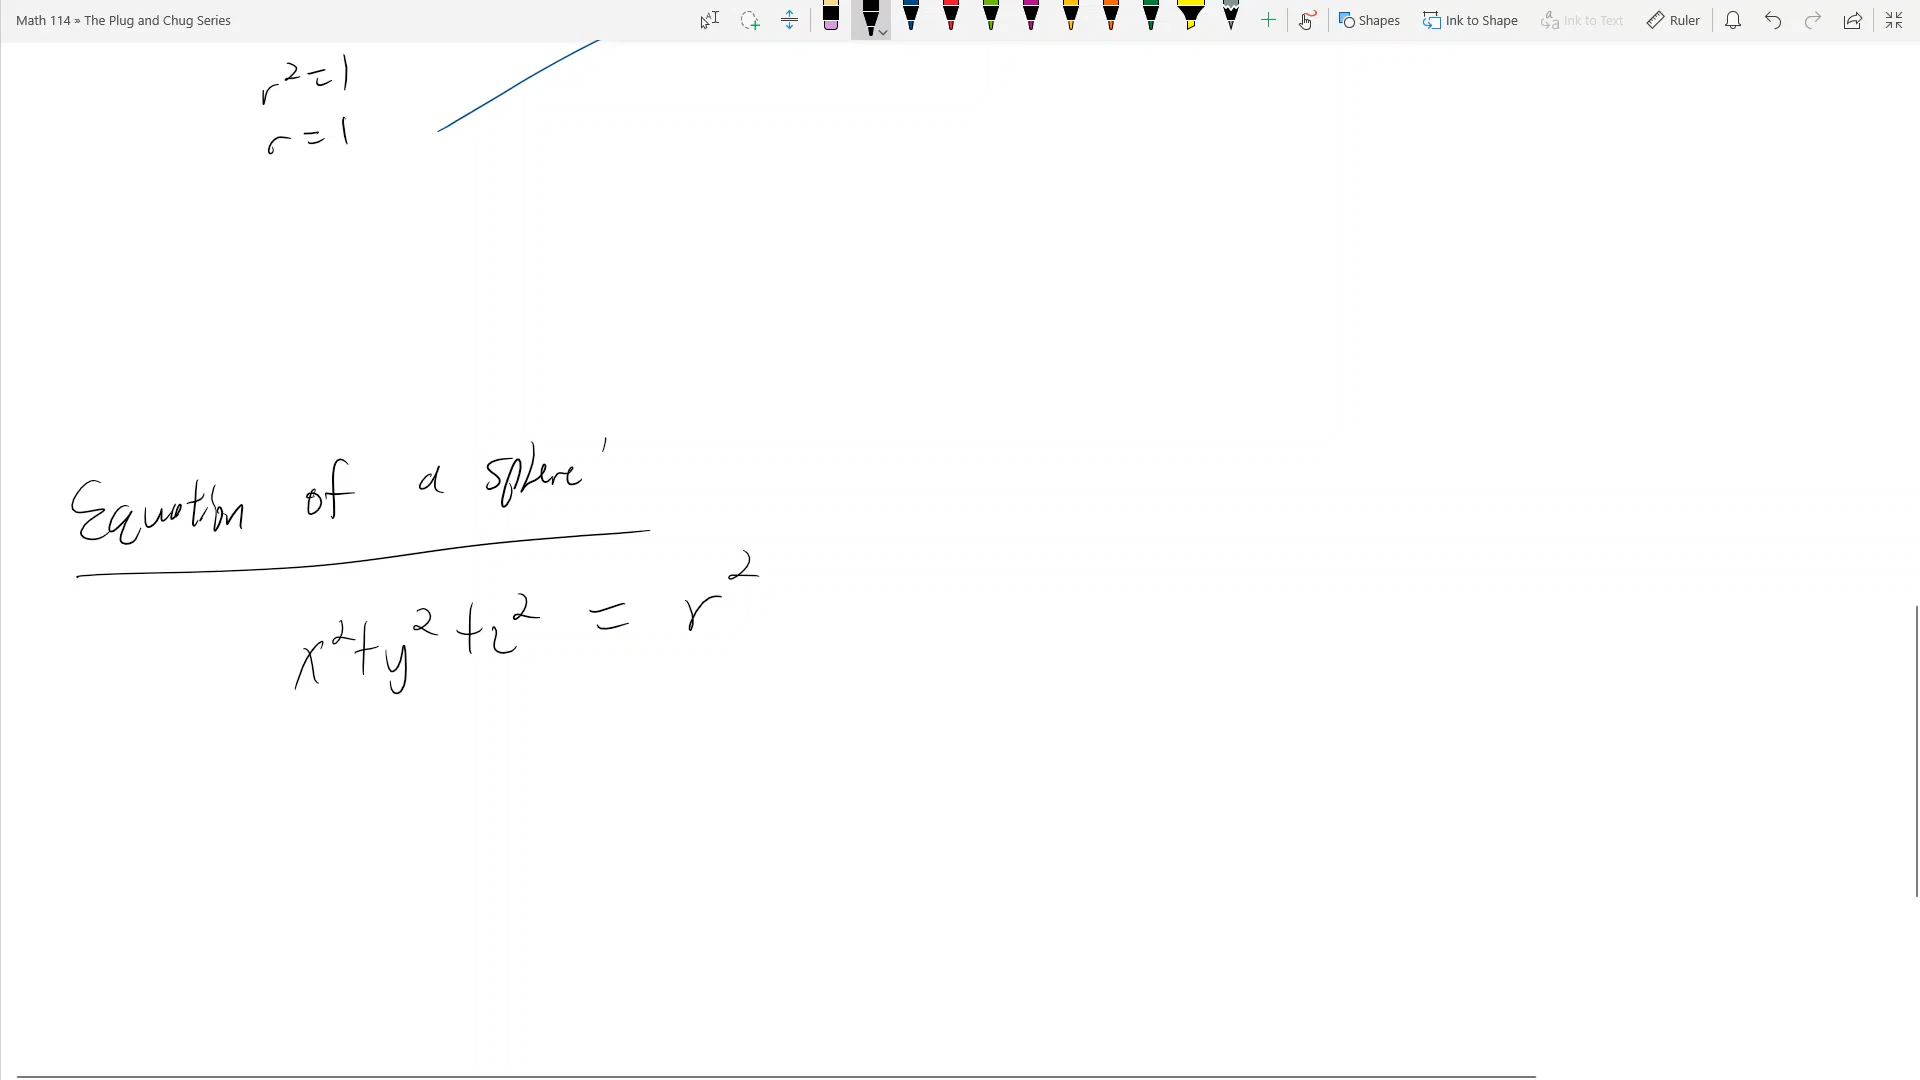 Math 114 » The Plug and Chug Series
Shapes Ink to Shape Ink to Text Ruler
r² = 1
r = 1
Equation of a sphere
x² + y² + z² = r²